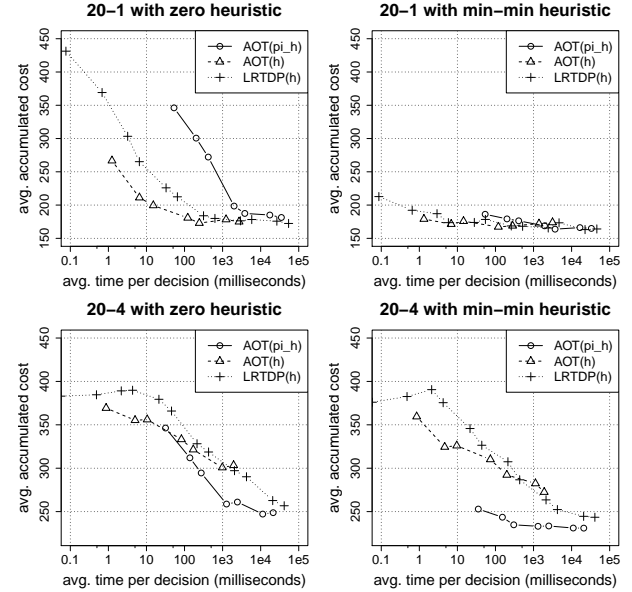 20−1 with zero heuristic
avg. accumulated cost
450
400
350
300
250
200
150
AOT(pi_h)
AOT(h)
LRTDP(h)
0.1 1 10 100 1e3 1e5
avg. time per decision (milliseconds)
20−1 with min−min heuristic
avg. accumulated cost
450
400
350
300
250
200
150
AOT(pi_h)
AOT(h)
LRTDP(h)
0.1 1 10 100 1e3 1e5
avg. time per decision (milliseconds)
20−4 with zero heuristic
avg. accumulated cost
450
400
350
300
250
AOT(pi_h)
AOT(h)
LRTDP(h)
0.1 1 10 100 1e3 1e5
avg. time per decision (milliseconds)
20−4 with min−min heuristic
avg. accumulated cost
450
400
350
300
250
AOT(pi_h)
AOT(h)
LRTDP(h)
0.1 1 10 100 1e3 1e5
avg. time per decision (milliseconds)